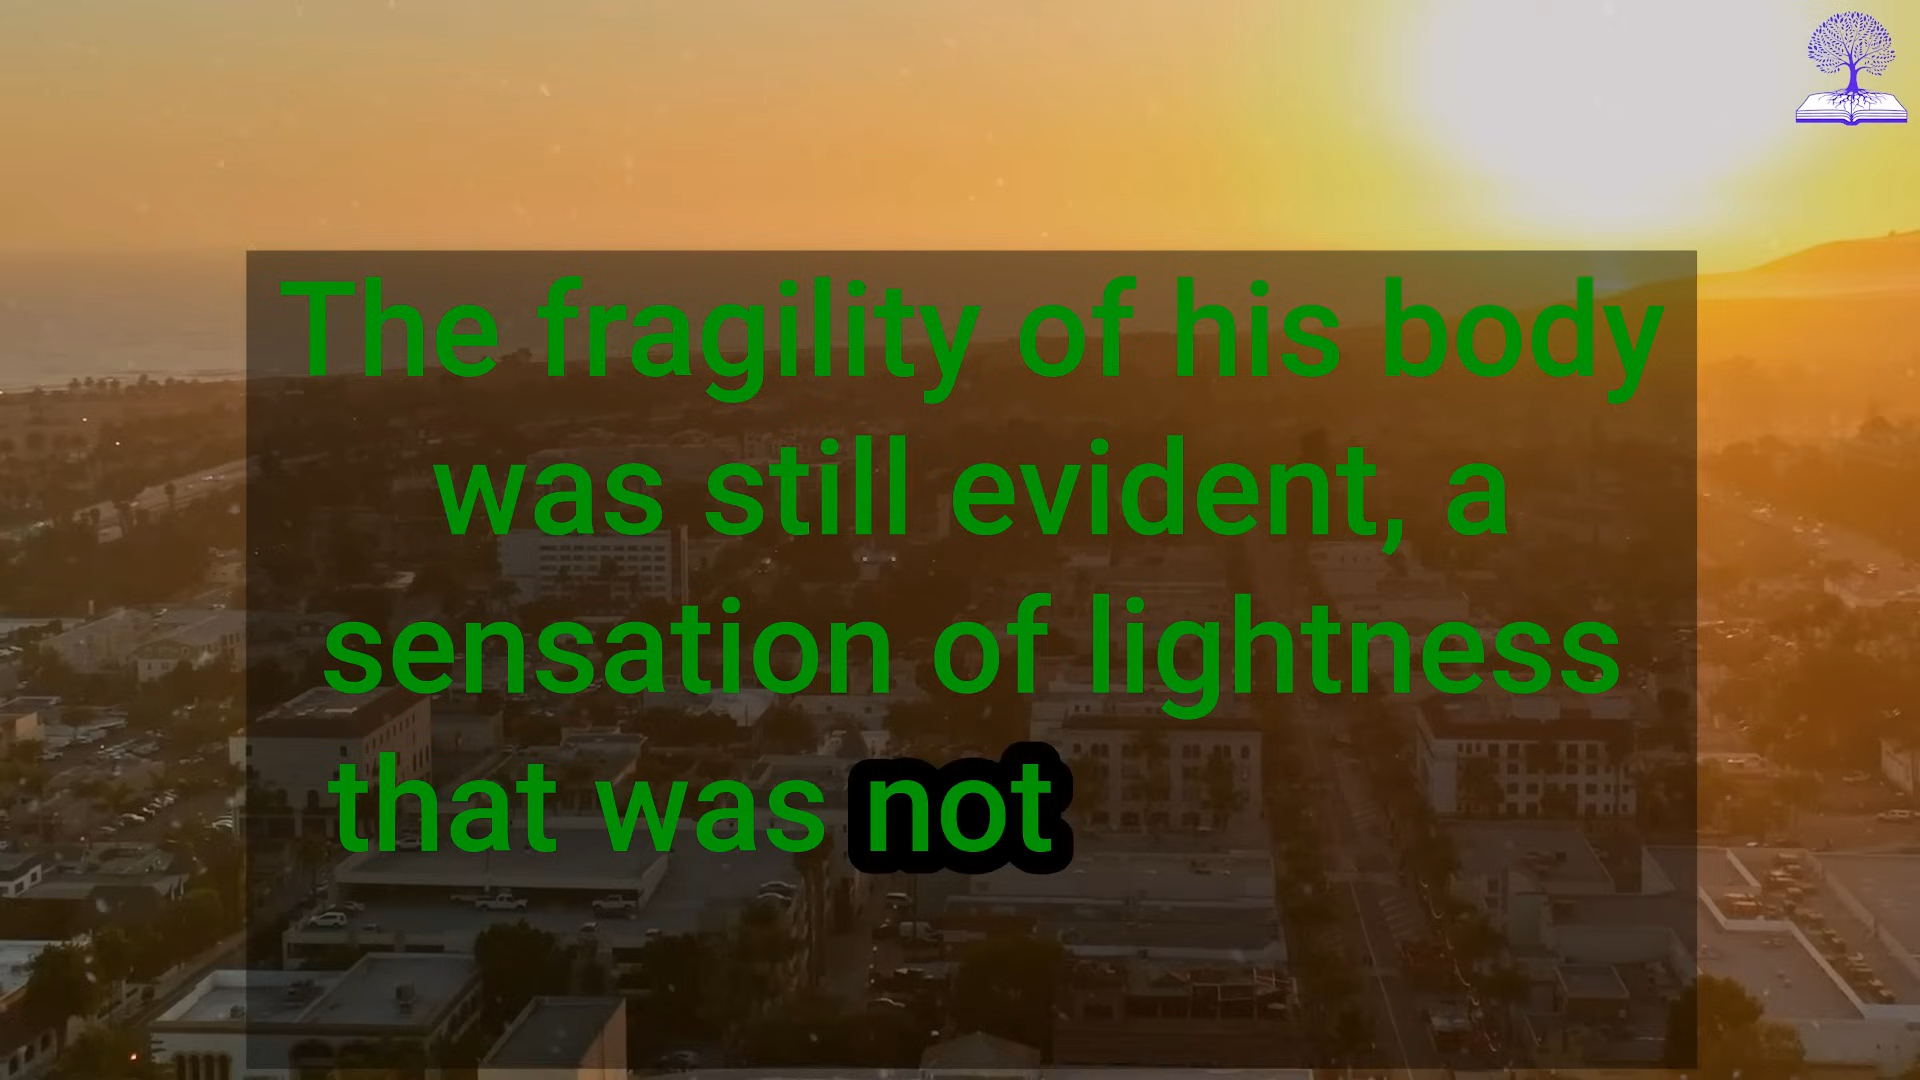 The fragility of his body
was still evident, a
sensation of lightness
that was not